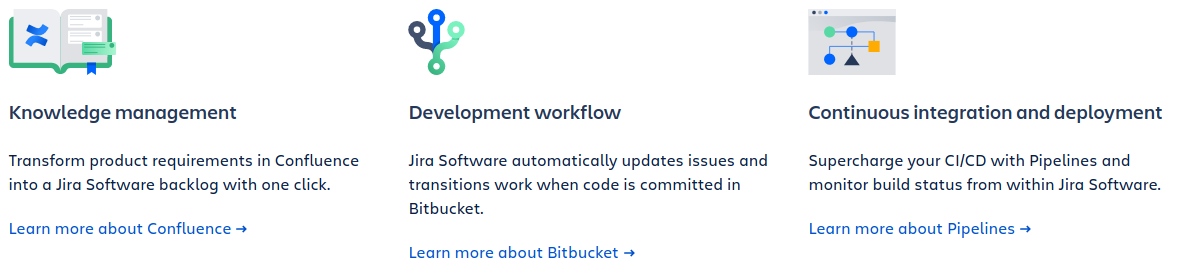 Knowledge management
Transform product requirements in Confluence
into a Jira Software backlog with one click.
Learn more about Confluence →
Development workflow
Jira Software automatically updates issues and
transitions work when code is committed in
Bitbucket.
Learn more about Bitbucket →
Continuous integration and deployment
Supercharge your CI/CD with Pipelines and
monitor build status from within Jira Software.
Learn more about Pipelines →